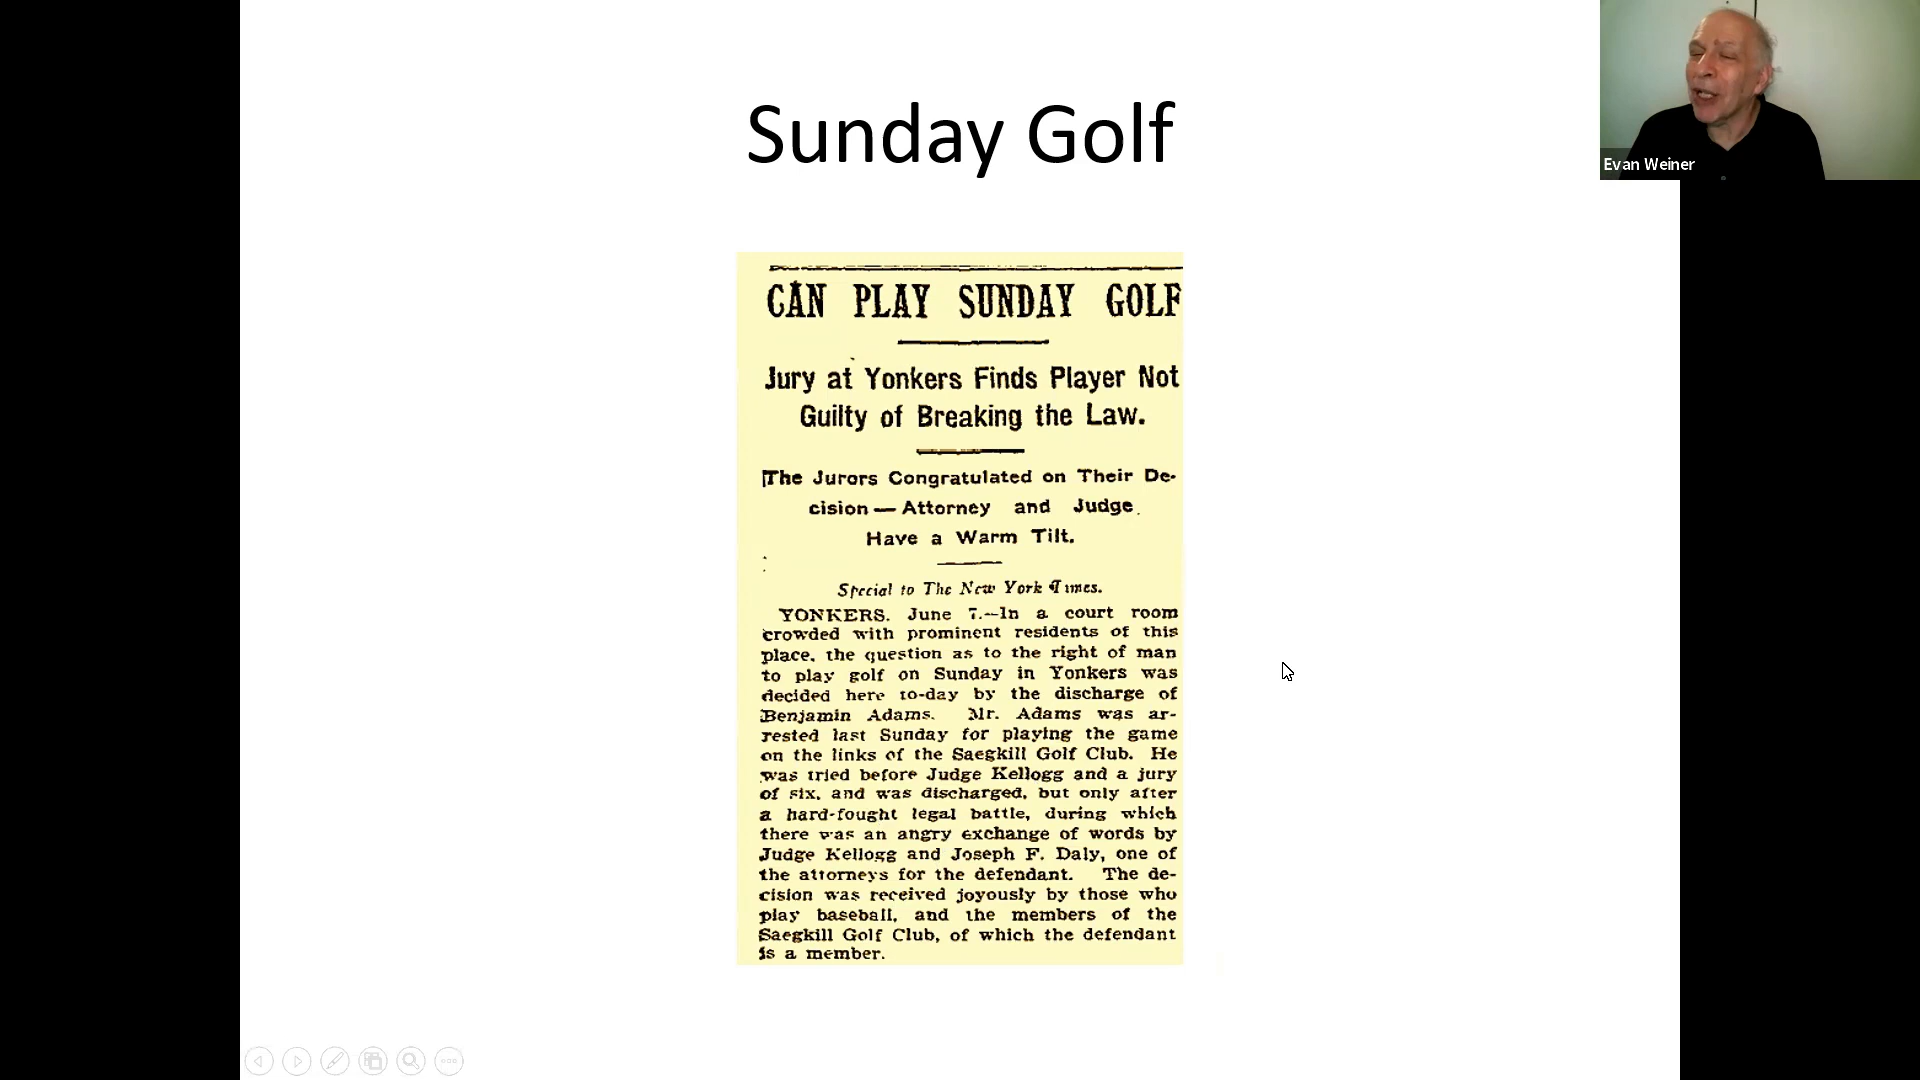 Sunday Golf
Evan Weiner
CAN PLAY SUNDAY GOLF
Jury at Yonkers Finds Player Not
Guilty of Breaking the Law.
The Jurors Congratulated on Their De-
cision — Attorney and Judge
Have a Warm Tilt.
Special to The New York Times.
YONKERS, June 7.—In a court room
crowded with prominent residents of this
place, the question as to the right of man
to play golf on Sunday in Yonkers was
decided here to-day by the discharge of
Benjamin Adams. Mr. Adams was ar-
rested last Sunday for playing the game
on the links of the Saegkill Golf Club. He
was tried before Judge Kellogg and a jury
of six, and was discharged, but only after
a hard-fought legal battle, during which
there was an angry exchange of words by
Judge Kellogg and Joseph F. Daly, one of
the attorneys for the defendant. The de-
cision was received joyously by those who
play baseball, and the members of the
Saegkill Golf Club, of which the defendant
is a member.